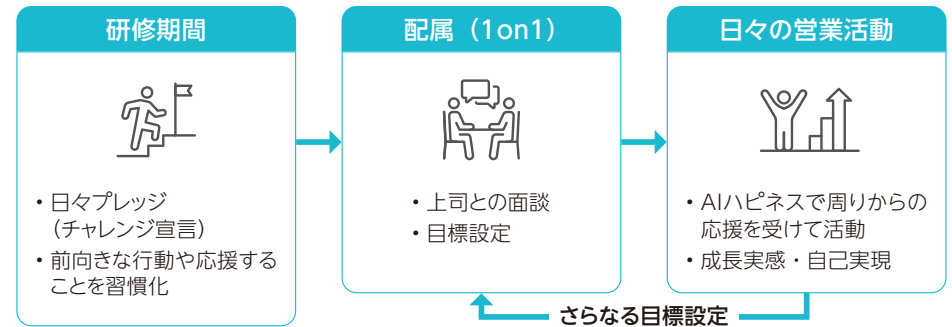 研修期間
・日々プレッジ
（チャレンジ宣言）
・前向きな行動や応援する
ことを習慣化
配属（1on1）
・上司との面談
・目標設定
日々の営業活動
・AIハピネスで周りからの
応援を受けて活動
・成長実感・自己実現
さらなる目標設定